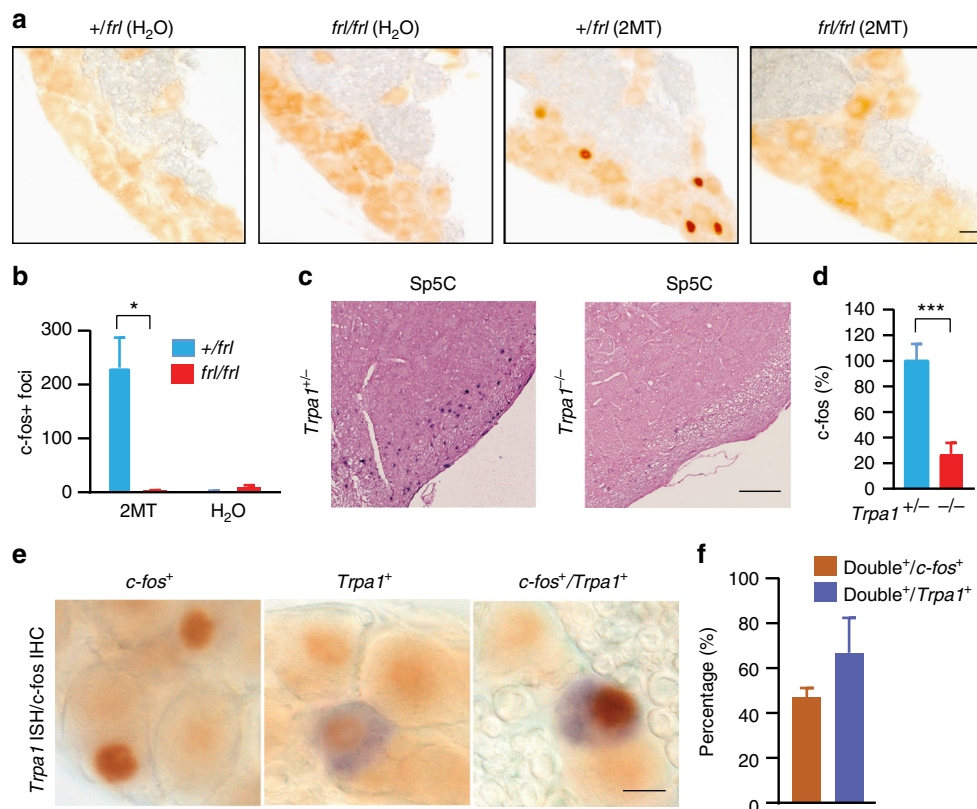 a
+/frl (H₂O)
frl/frl (H₂O)
+/frl (2MT)
frl/frl (2MT)
b
*
300
200
100
0
c-fos+ foci
+/frl
frl/frl
2MT
H₂O
c
Sp5C
Sp5C
Trpa1⁺/⁻
Trpa1⁻/⁻
d
***
140
120
100
80
60
40
20
0
c-fos (%)
Trpa1 +/– –/–
e
c-fos⁺
Trpa1⁺
c-fos⁺/Trpa1⁺
Trpa1 ISH/c-fos IHC
f
Double⁺/c-fos⁺
Double⁺/Trpa1⁺
100
80
60
40
20
0
Percentage (%)